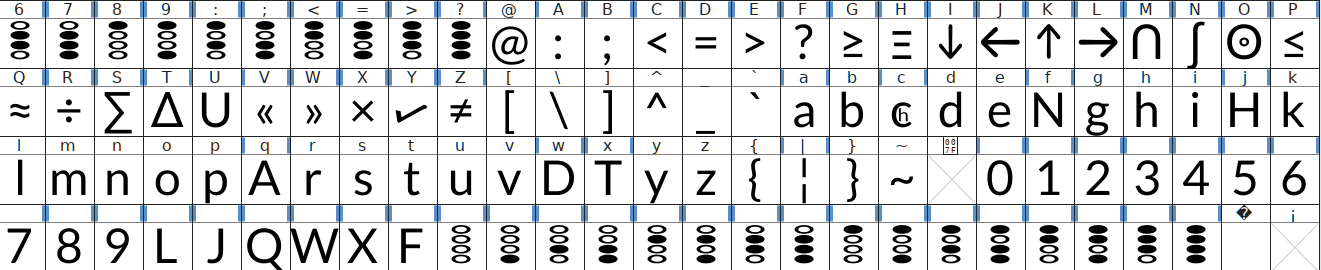 6 7 8 9 : ; < = > ? @ A B C D E F G H I J K L M N O P
@ : ; < = > ? ≥ Ξ ↓ ← ↑ → ∩ ∫ ⊙ ≤
Q R S T U V W X Y Z [ \ ] ^ _ ` a b c d e f g h i j k
≈ ÷ ∑ Δ U « » × ✓ ≠ [ \ ] ^ _ ` a b c d e N g h i H k
l m n o p q r s t u v w x y z { | } ~ 007F
l m n o p A r s t u v D T y z { ¦ } ~ 0 1 2 3 4 5 6
� ¡
7 8 9 L J Q W X F